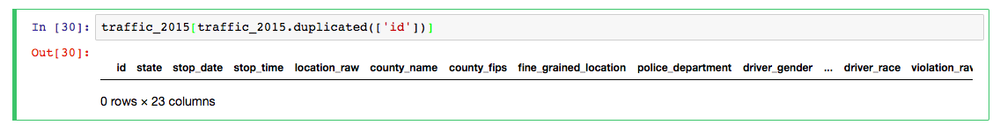 In [30]: traffic_2015[traffic_2015.duplicated(['id'])]
Out[30]:
id state stop_date stop_time location_raw county_name county_fips fine_grained_location police_department driver_gender ... driver_race violation_rav
0 rows × 23 columns